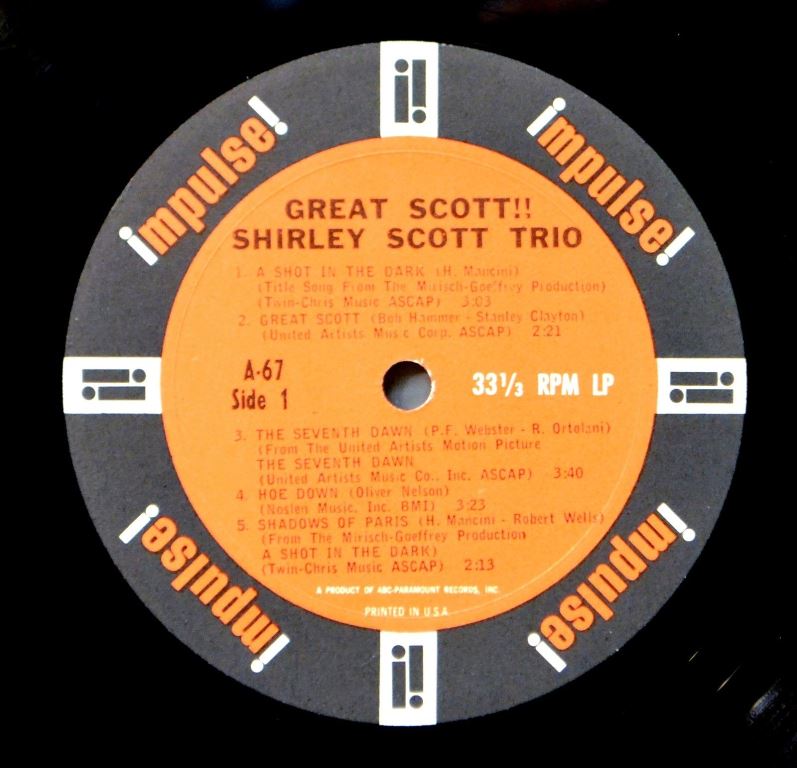 impulse!
impulse!
GREAT SCOTT!!
SHIRLEY SCOTT TRIO
1. A SHOT IN THE DARK (H. Mancini)
(Title Song From The Mirisch-Goeffrey Production)
(Twin-Chris Music ASCAP) 3:03
2. GREAT SCOTT (Bob Hammer - Stanley Clayton)
(United Artists Music Corp. ASCAP) 2:21
A-67
Side 1
33⅓ RPM LP
3. THE SEVENTH DAWN (P.F. Webster - R. Ortolani)
(From The United Artists Motion Picture
THE SEVENTH DAWN
(United Artists Music Co., Inc. ASCAP) 3:40
4. HOE DOWN (Oliver Nelson)
(Noslen Music, Inc. BMI) 3:23
5. SHADOWS OF PARIS (H. Mancini - Robert Wells)
(From The Mirisch-Goeffrey Production
A SHOT IN THE DARK)
(Twin-Chris Music ASCAP) 2:13
A PRODUCT OF ABC-PARAMOUNT RECORDS, INC.
PRINTED IN U.S.A.
impulse!
impulse!